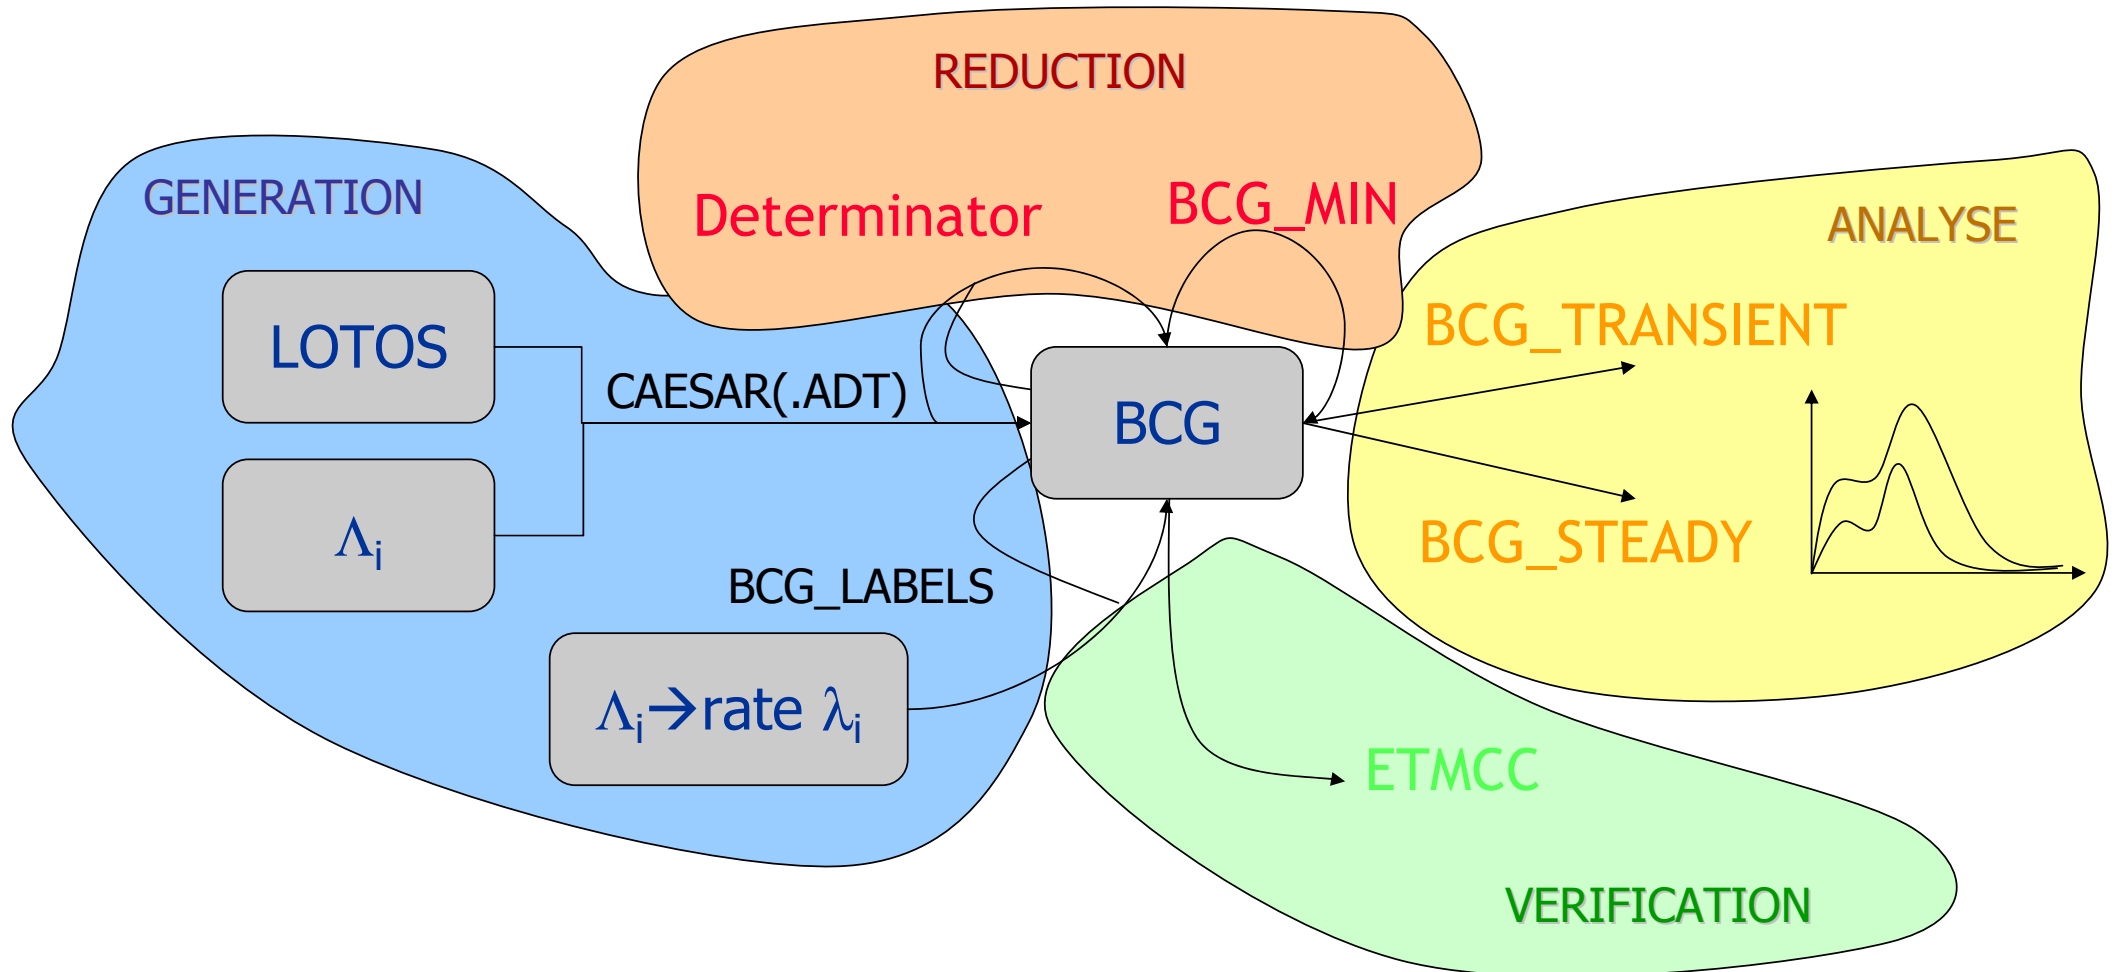 REDUCTION
GENERATION
Determinator
BCG_MIN
ANALYSE
LOTOS
CAESAR(.ADT)
BCG
BCG_TRANSIENT
Λi
BCG_LABELS
BCG_STEADY
Λi→rate λi
ETMCC
VERIFICATION